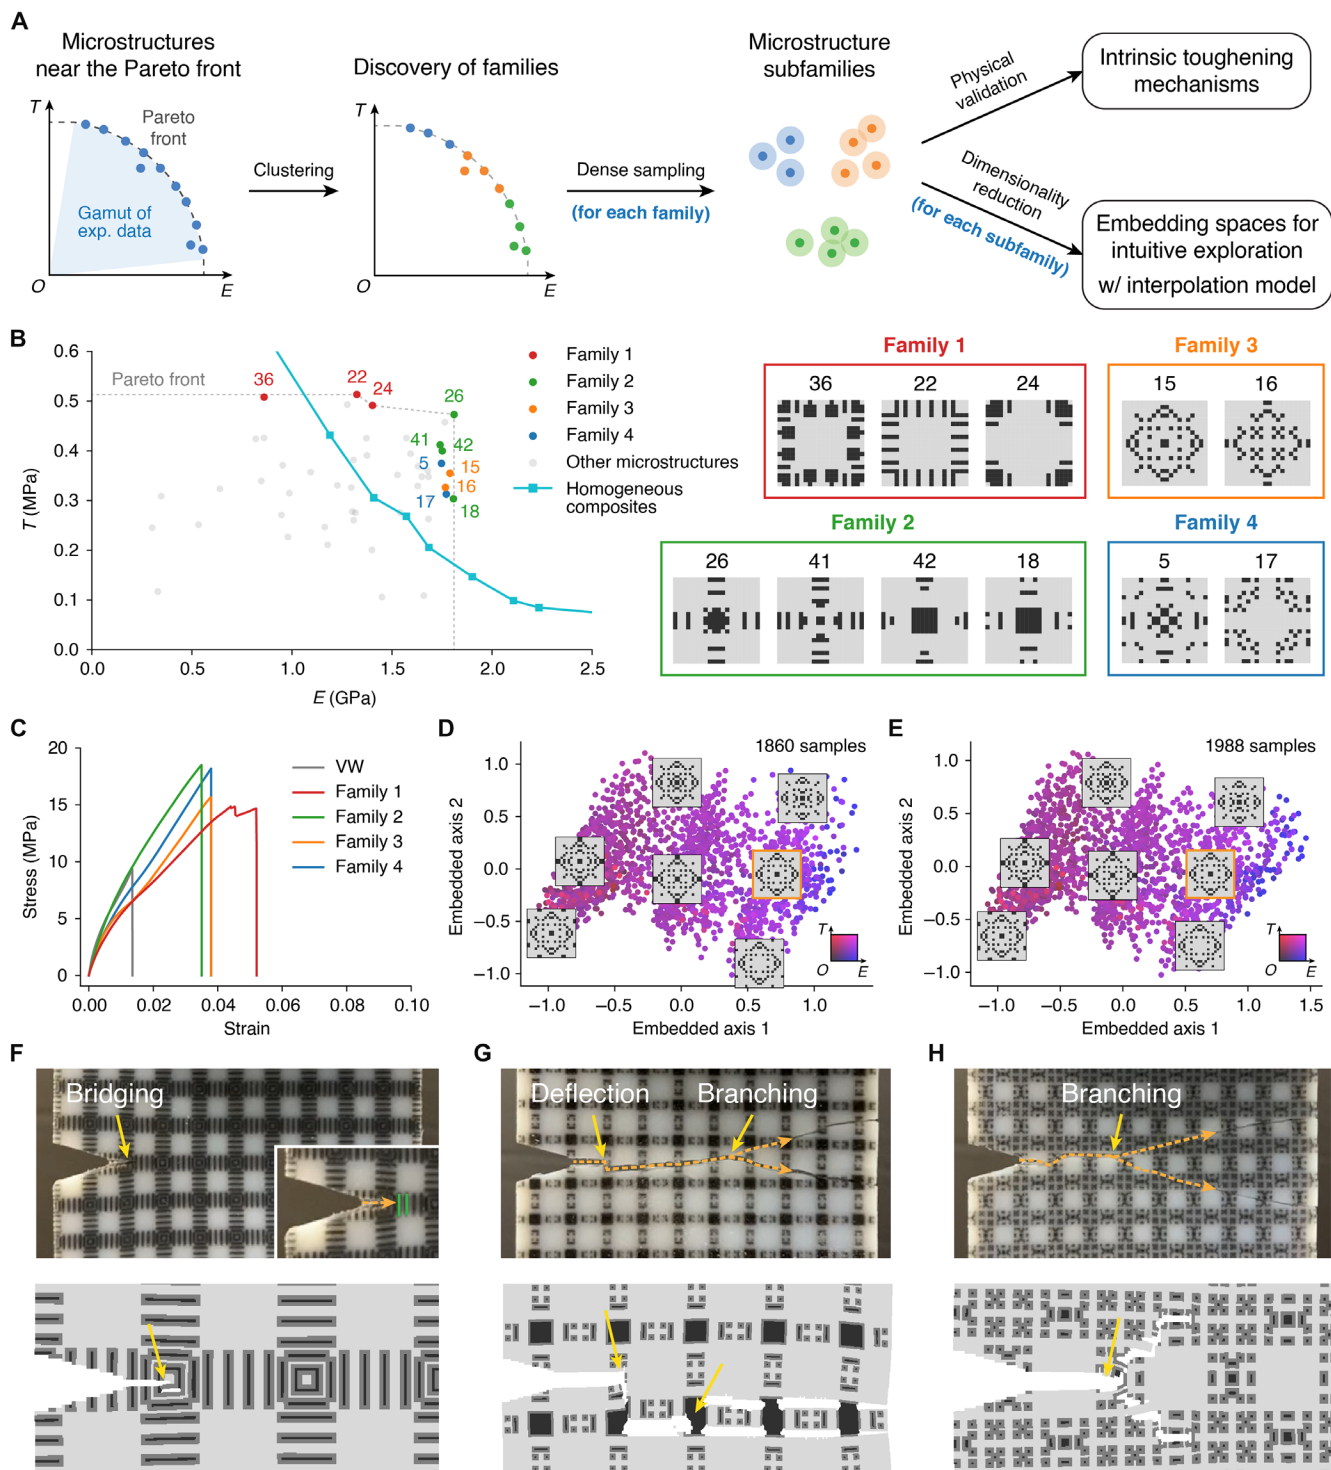 A
Microstructures
near the Pareto front
T
Pareto
front
Gamut of
exp. data
O
E
Clustering
Discovery of families
T
O
E
Dense sampling
(for each family)
Microstructure
subfamilies
Physical
validation
Intrinsic toughening
mechanisms
Dimensionality
reduction
(for each subfamily)
Embedding spaces for
intuitive exploration
w/ interpolation model
B
T (MPa)
0.6
0.5
0.4
0.3
0.2
0.1
0.0
0.0
0.5
1.0
1.5
2.0
2.5
E (GPa)
Pareto front
36
22
24
26
41
42
5
15
16
17
18
Family 1
Family 2
Family 3
Family 4
Other microstructures
Homogeneous
composites
Family 1
36
22
24
Family 3
15
16
Family 2
26
41
42
18
Family 4
5
17
C
Stress (MPa)
20
15
10
5
0
0.00
0.02
0.04
0.06
0.08
0.10
Strain
VW
Family 1
Family 2
Family 3
Family 4
D
1860 samples
Embedded axis 2
1.0
0.5
0.0
−0.5
−1.0
−1.0
−0.5
0.0
0.5
1.0
Embedded axis 1
T
O
E
E
1988 samples
Embedded axis 2
1.0
0.5
0.0
−0.5
−1.0
−1.0
−0.5
0.0
0.5
1.0
1.5
Embedded axis 1
T
O
E
F
Bridging
G
Deflection
Branching
H
Branching